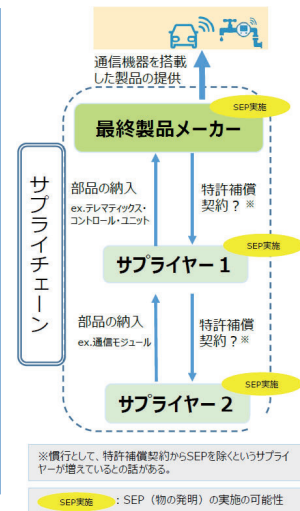 通信機器を搭載
した製品の提供
SEP実施
最終製品メーカー
サプライチェーン
部品の納入
ex.テレマティックス・
コントロール・ユニット
特許補償
契約？※
SEP実施
サプライヤー1
部品の納入
ex.通信モジュール
特許補償
契約？※
SEP実施
サプライヤー2
※慣行として、特許補償契約からSEPを除くというサプライ
ヤーが増えているとの話がある。
SEP実施 ：SEP（物の発明）の実施の可能性